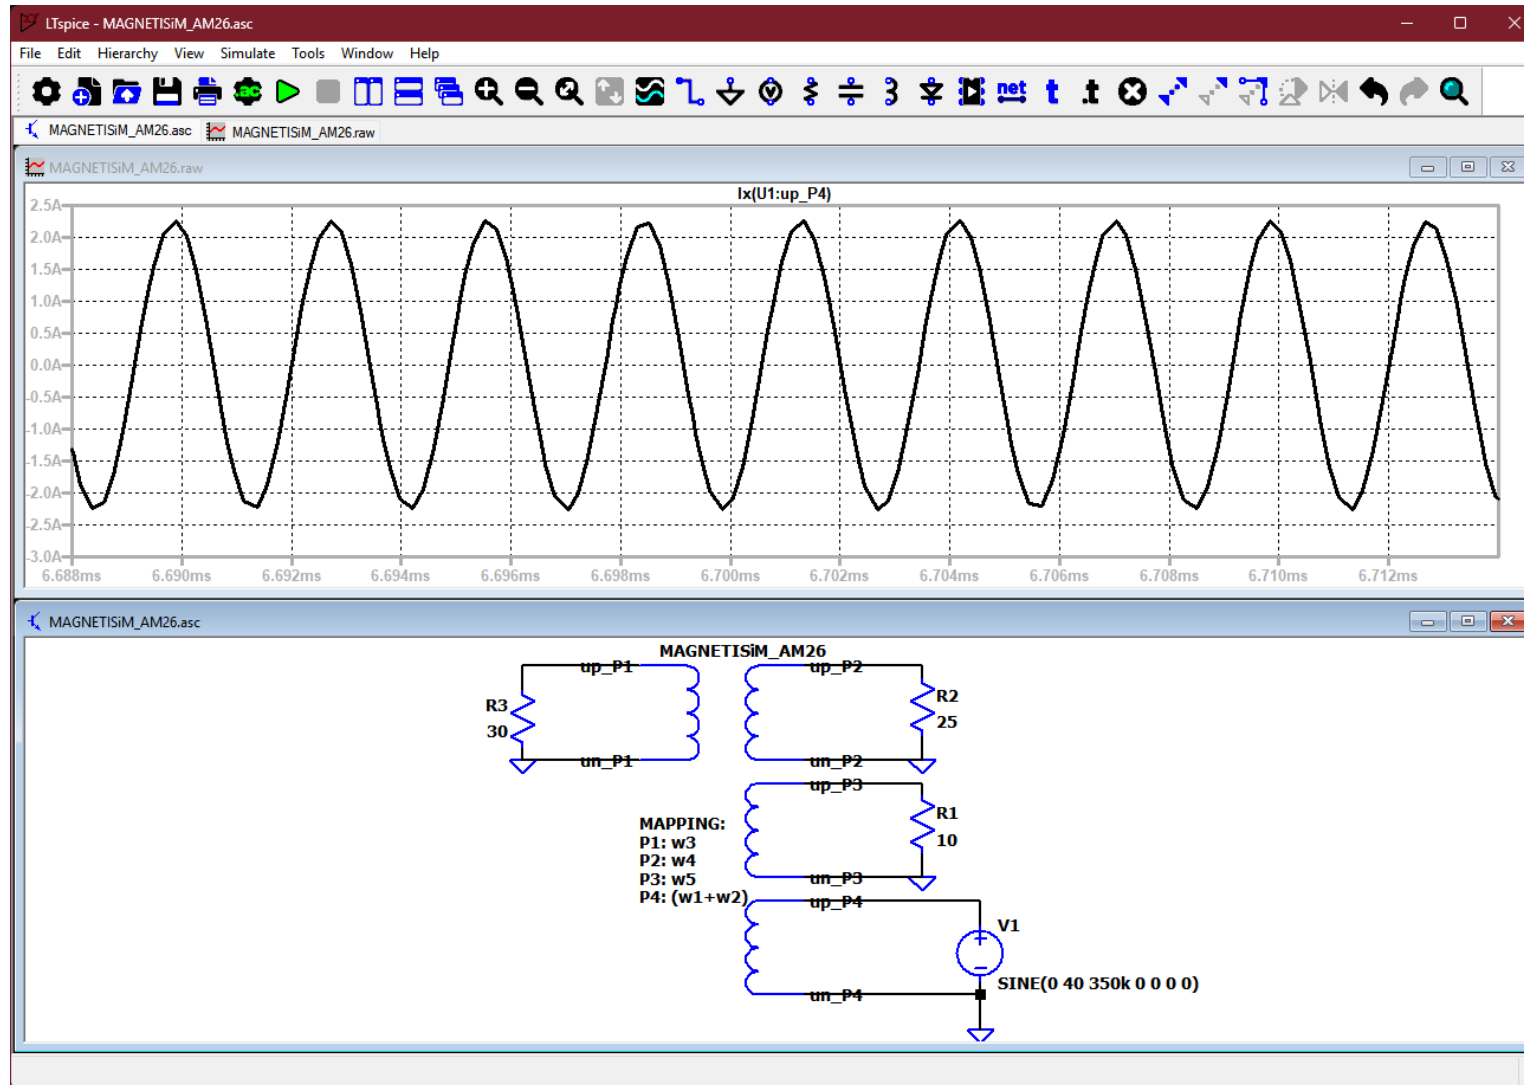 LTspice - MAGNETISiM_AM26.asc
File Edit Hierarchy View Simulate Tools Window Help
.ac net t .t
MAGNETISiM_AM26.asc MAGNETISiM_AM26.raw
MAGNETISiM_AM26.raw
Ix(U1:up_P4)
2.5A
2.0A
1.5A
1.0A
0.5A
0.0A
-0.5A
-1.0A
-1.5A
-2.0A
-2.5A
-3.0A
6.688ms 6.690ms 6.692ms 6.694ms 6.696ms 6.698ms 6.700ms 6.702ms 6.704ms 6.706ms 6.708ms 6.710ms 6.712ms
MAGNETISiM_AM26.asc
MAGNETISiM_AM26
up_P1 up_P2
R3 R2
30 25
un_P1 un_P2
up_P3
R1
10
MAPPING:
P1: w3
P2: w4
P3: w5
P4: (w1+w2)
un_P3
up_P4
V1
SINE(0 40 350k 0 0 0 0)
un_P4